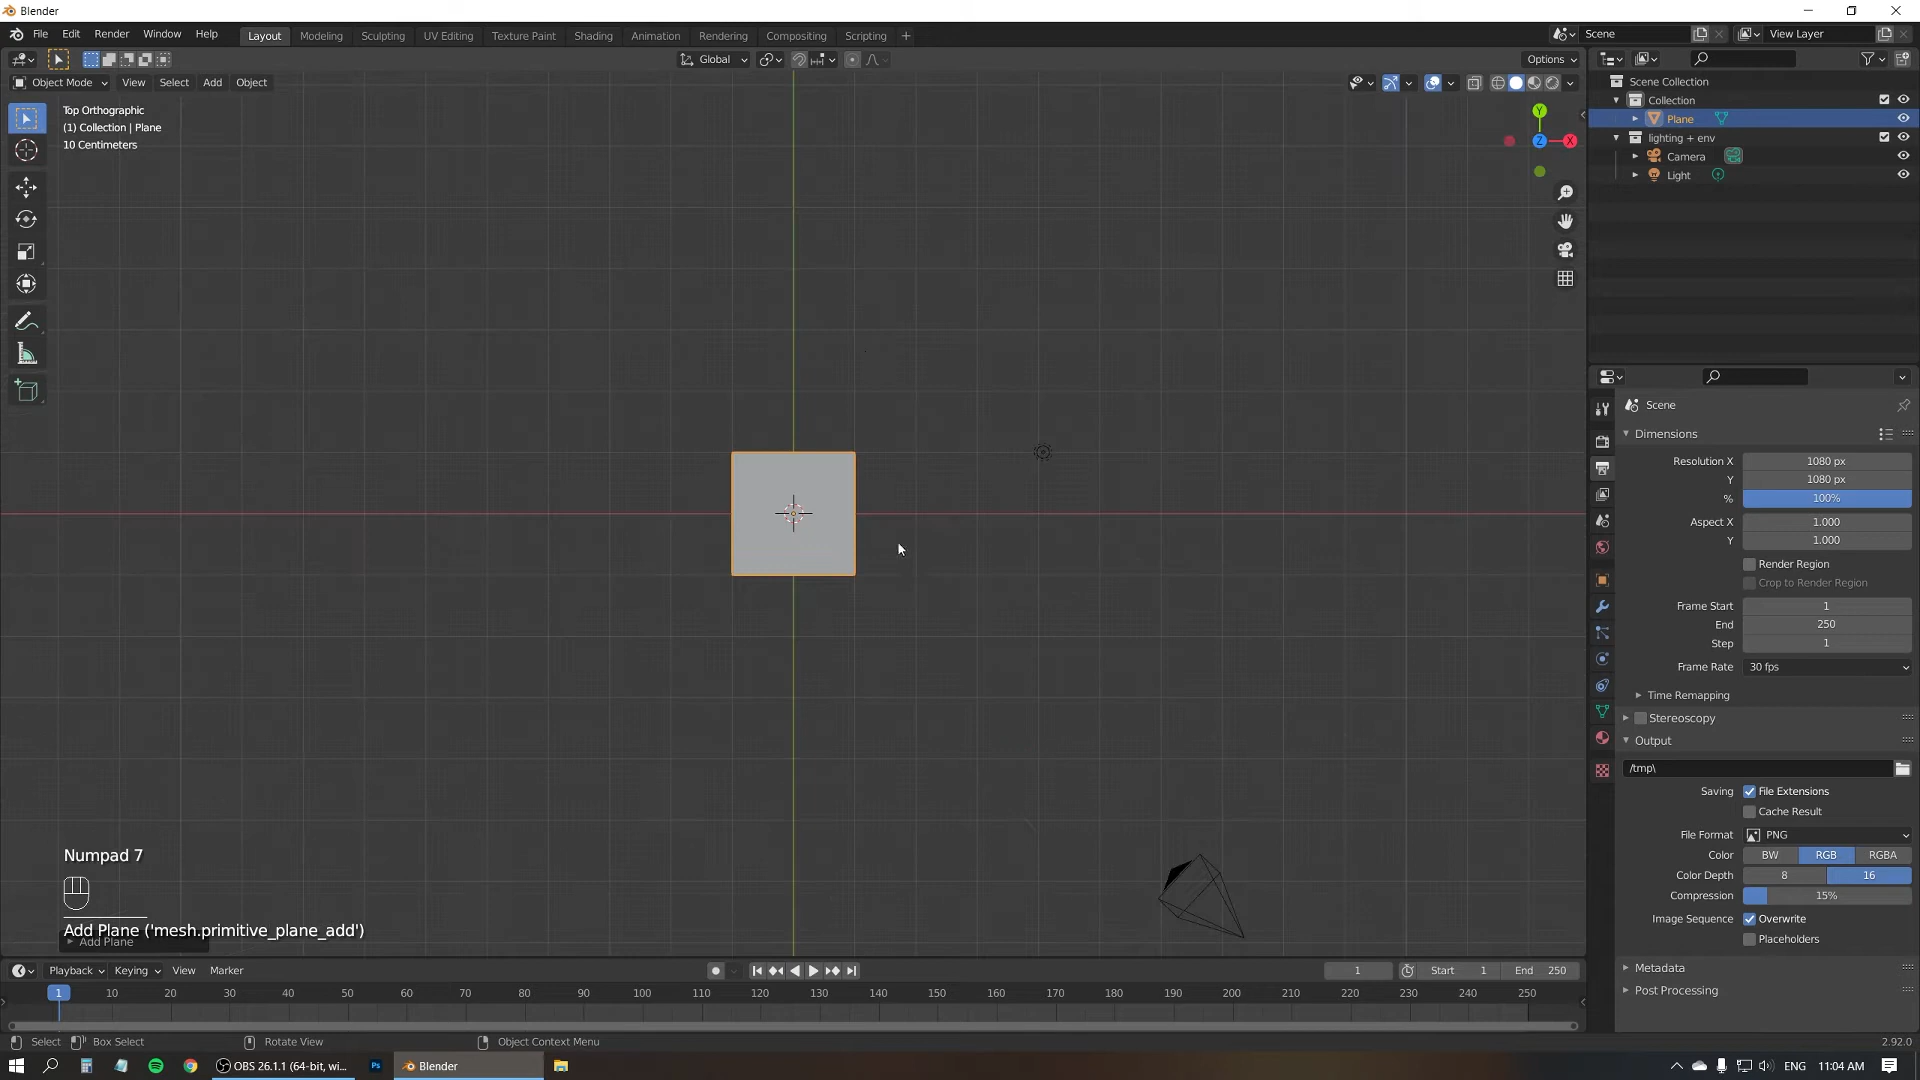 Blender
File Edit Render Window Help
Layout Modeling Sculpting UV Editing Texture Paint Shading Animation Rendering Compositing Scripting +
Scene
View Layer
Global
Options
Object Mode View Select Add Object
Top Orthographic
(1) Collection | Plane
10 Centimeters
Y
Z
X
Scene Collection
Collection
Plane
lighting + env
Camera
Light
Scene
Dimensions
Resolution X 1080 px
Y 1080 px
% 100%
Aspect X 1.000
Y 1.000
Render Region
Crop to Render Region
Frame Start 1
End 250
Step 1
Frame Rate 30 fps
Time Remapping
Stereoscopy
Output
/tmp\
Saving File Extensions
Cache Result
File Format PNG
Color BW RGB RGBA
Color Depth 8 16
Compression 15%
Image Sequence Overwrite
Placeholders
Metadata
Post Processing
Numpad 7
Add Plane ('mesh.primitive_plane_add')
Add Plane
Playback Keying View Marker
1 Start 1 End 250
1 10 20 30 40 50 60 70 80 90 100 110 120 130 140 150 160 170 180 190 200 210 220 230 240 250
Select Box Select Rotate View Object Context Menu 2.92.0
OBS 26.1.1 (64-bit, wi... Ps Blender ENG 11:04 AM